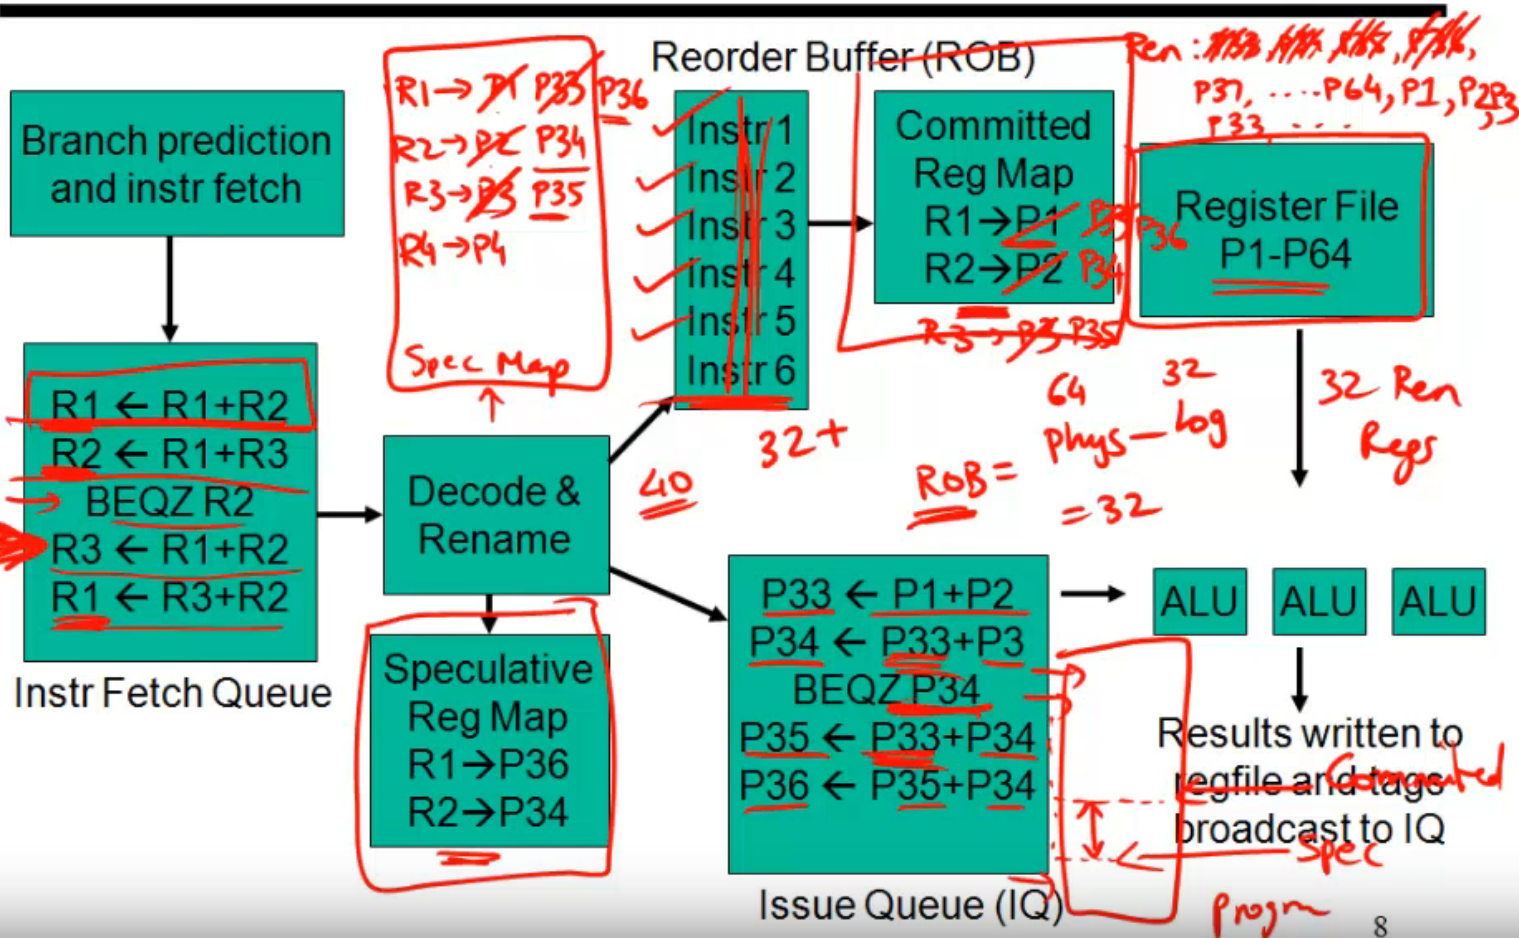 Reorder Buffer (ROB)
Branch prediction
and instr fetch
R1→P1 P33 P36
R2→P2 P34
R3→P3 P35
R4→P4
Spec Map
Instr 1
Instr 2
Instr 3
Instr 4
Instr 5
Instr 6
32+
40
Committed
Reg Map
R1→P1 P33 P36
R2→P2 P34
R3→P3 P35
Ren:
P37, ....P64, P1, P2, P3
P33 ....
Register File
P1-P64
R1 ← R1+R2
R2 ← R1+R3
BEQZ R2
R3 ← R1+R2
R1 ← R3+R2
Instr Fetch Queue
Decode &
Rename
Speculative
Reg Map
R1→P36
R2→P34
ROB =
64 32
Phys – Log
= 32
32 Ren
Regs
P33 ← P1+P2
P34 ← P33+P3
BEQZ P34
P35 ← P33+P34
P36 ← P35+P34
Issue Queue (IQ)
ALU ALU ALU
Results written to
regfile and tags
broadcast to IQ
Committed
Spec
Progm
8